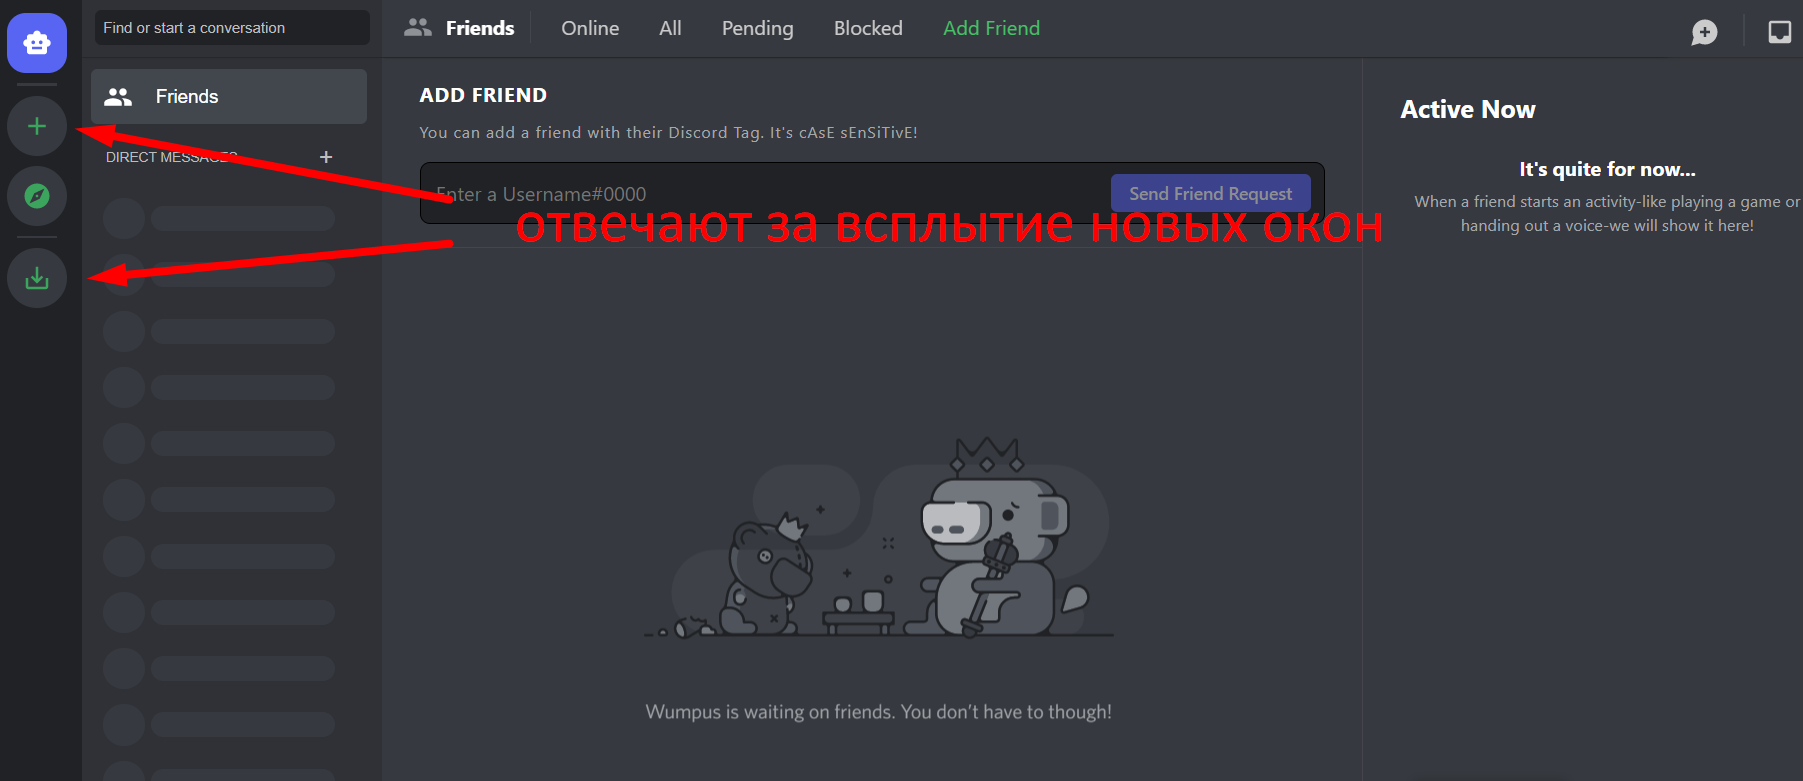 Find or start a conversation
Friends
Online
All
Pending
Blocked
Add Friend
Friends
DIRECT MESSAGES
ADD FRIEND
You can add a friend with their Discord Tag. It's cAsE sEnSiTivE!
Enter a Username#0000
Send Friend Request
отвечают за всплытие новых окон
Active Now
It's quite for now...
When a friend starts an activity-like playing a game or
handing out a voice-we will show it here!
Wumpus is waiting on friends. You don't have to though!